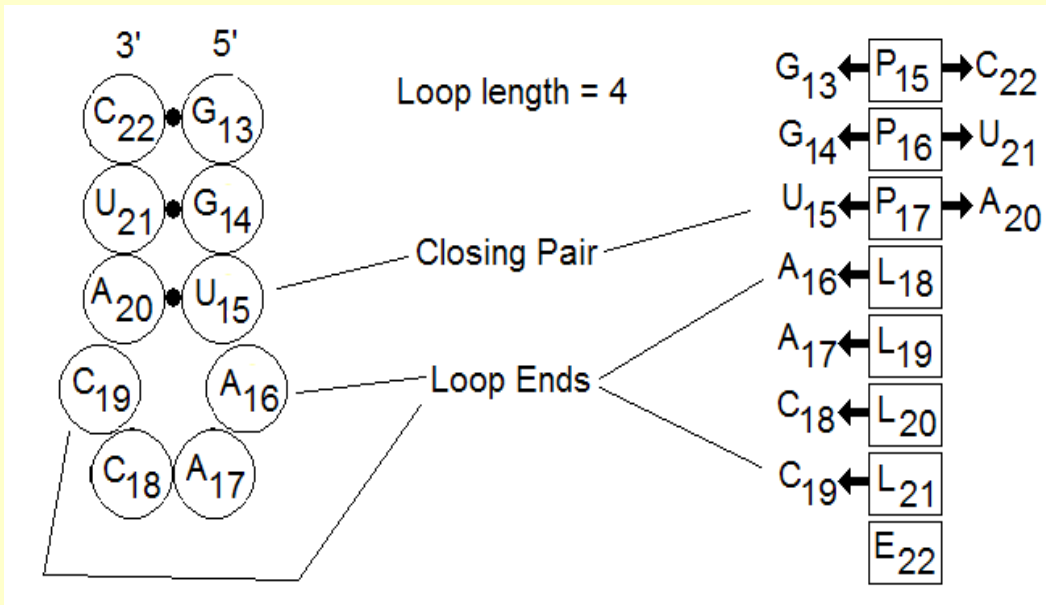 3' 5'
C22 G13
U21 G14
A20 U15
C19 A16
C18 A17
Loop length = 4
Closing Pair
Loop Ends
G13 P15 C22
G14 P16 U21
U15 P17 A20
A16 L18
A17 L19
C18 L20
C19 L21
E22